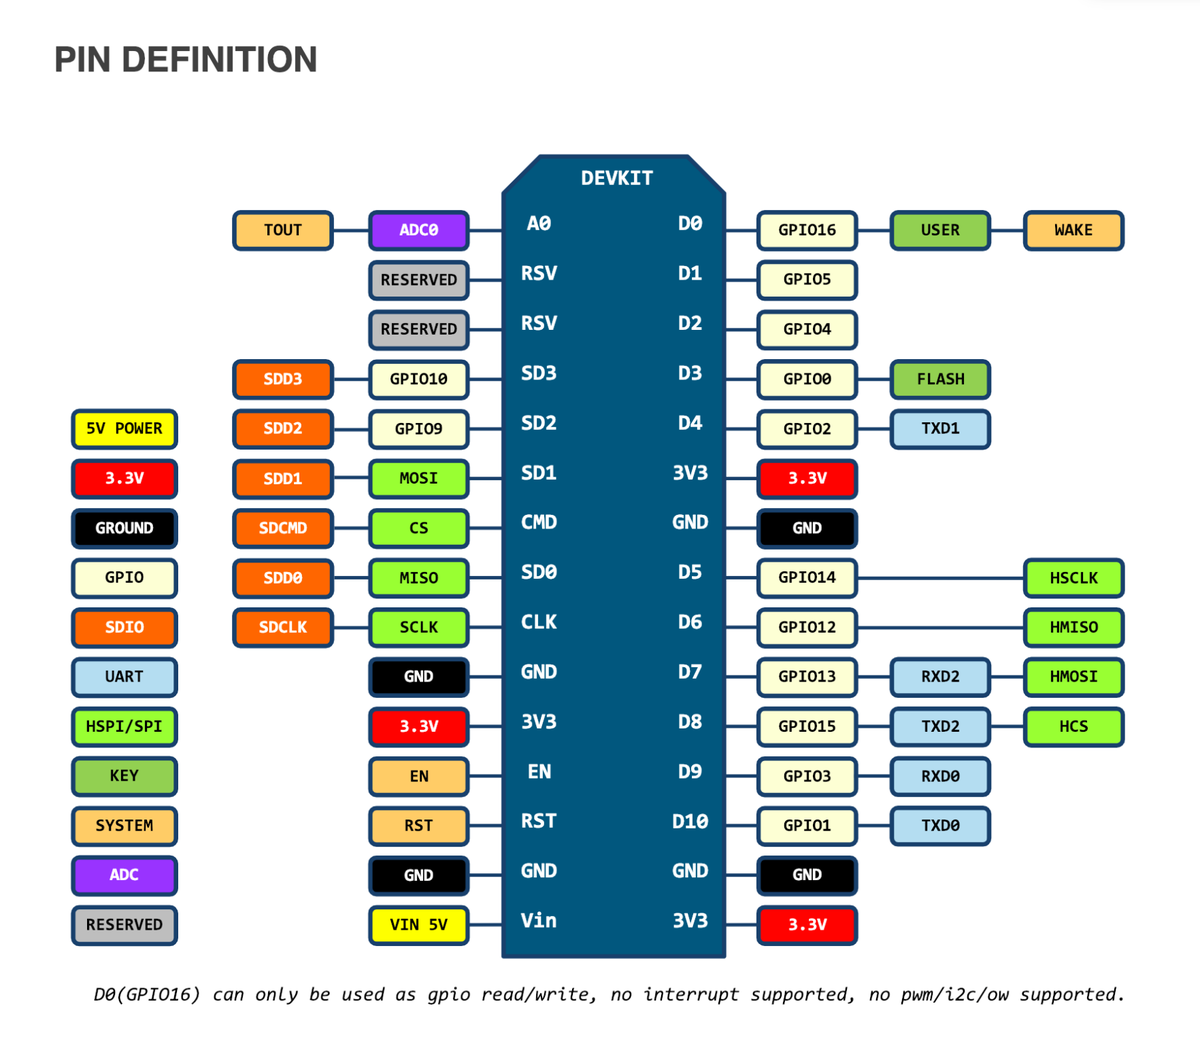 PIN DEFINITION
DEVKIT
TOUT ADC0 A0 D0 GPIO16 USER WAKE
RESERVED RSV D1 GPIO5
RESERVED RSV D2 GPIO4
SDD3 GPIO10 SD3 D3 GPIO0 FLASH
5V POWER SDD2 GPIO9 SD2 D4 GPIO2 TXD1
3.3V SDD1 MOSI SD1 3V3 3.3V
GROUND SDCMD CS CMD GND GND
GPIO SDD0 MISO SD0 D5 GPIO14 HSCLK
SDIO SDCLK SCLK CLK D6 GPIO12 HMISO
UART GND GND D7 GPIO13 RXD2 HMOSI
HSPI/SPI 3.3V 3V3 D8 GPIO15 TXD2 HCS
KEY EN EN D9 GPIO3 RXD0
SYSTEM RST RST D10 GPIO1 TXD0
ADC GND GND GND GND
RESERVED VIN 5V Vin 3V3 3.3V
D0(GPIO16) can only be used as gpio read/write, no interrupt supported, no pwm/i2c/ow supported.